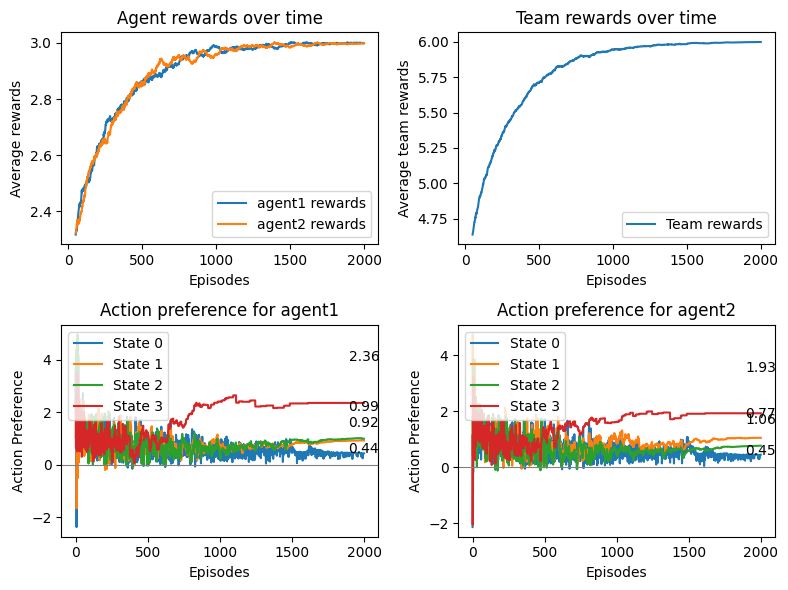 Agent rewards over time
3.0
2.8
2.6
2.4
Average rewards
agent1 rewards
agent2 rewards
0
500
1000
1500
2000
Episodes
Team rewards over time
6.00
5.75
5.50
5.25
5.00
4.75
Average team rewards
Team rewards
0
500
1000
1500
2000
Episodes
Action preference for agent1
4
2
0
−2
Action Preference
State 0
State 1
State 2
State 3
2.36
0.99
0.92
0.44
0
500
1000
1500
2000
Episodes
Action preference for agent2
4
2
0
−2
Action Preference
State 0
State 1
State 2
State 3
1.93
0.77
1.06
0.45
0
500
1000
1500
2000
Episodes